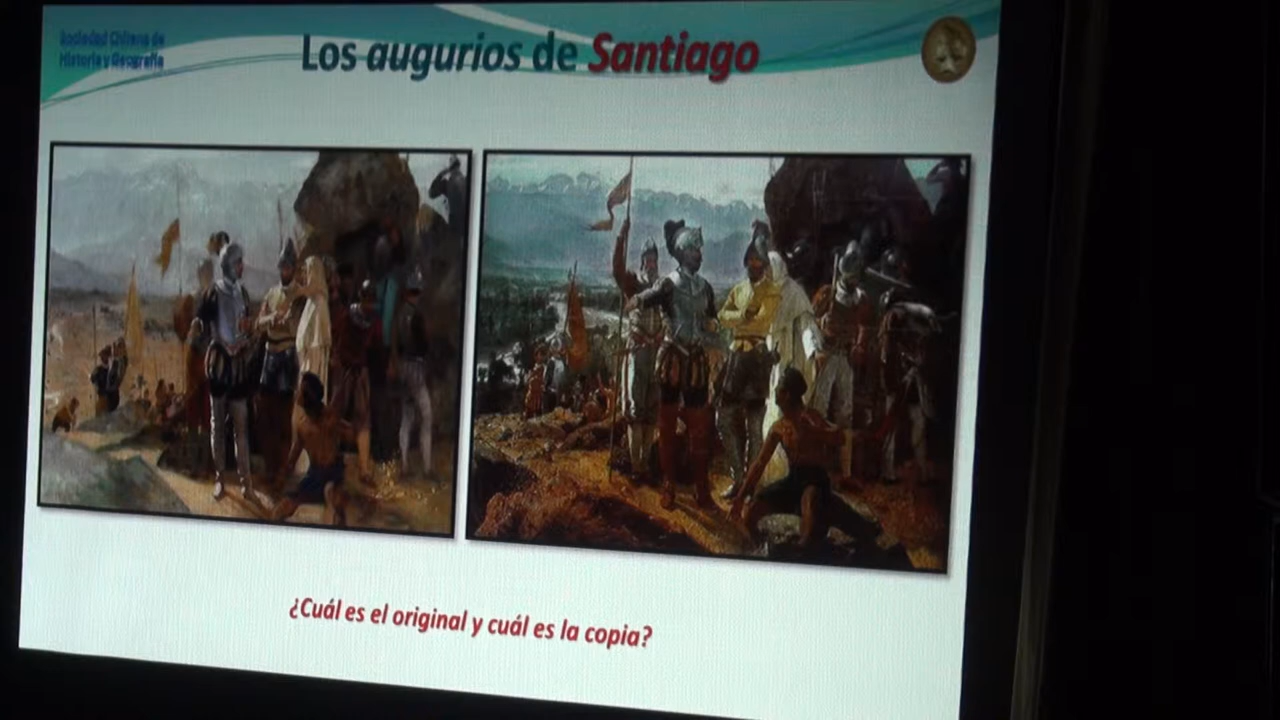 Sociedad Chilena de
Historia y Geografía
Los augurios de Santiago
¿Cuál es el original y cuál es la copia?